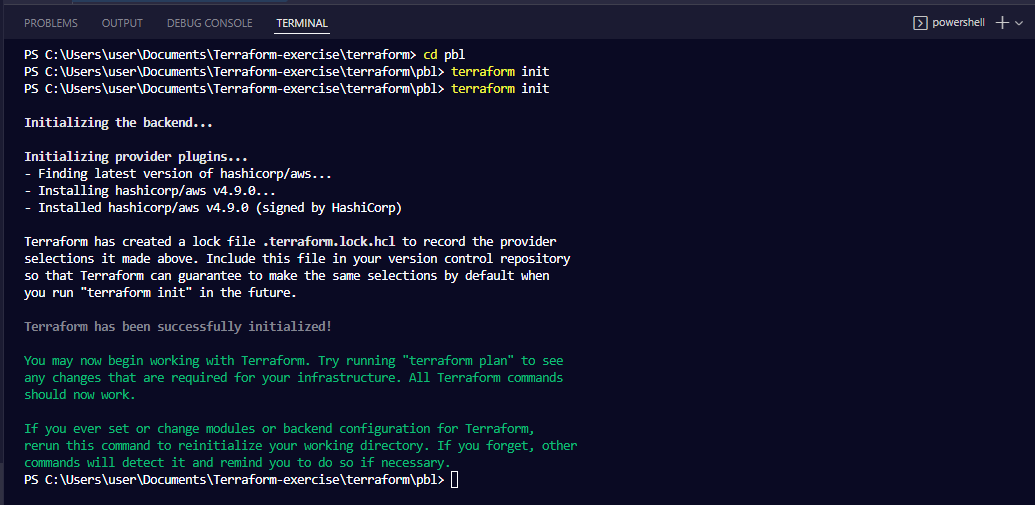 PROBLEMS OUTPUT DEBUG CONSOLE TERMINAL powershell
PS C:\Users\user\Documents\Terraform-exercise\terraform> cd pbl
PS C:\Users\user\Documents\Terraform-exercise\terraform\pbl> terraform init
PS C:\Users\user\Documents\Terraform-exercise\terraform\pbl> terraform init
Initializing the backend...
Initializing provider plugins...
- Finding latest version of hashicorp/aws...
- Installing hashicorp/aws v4.9.0...
- Installed hashicorp/aws v4.9.0 (signed by HashiCorp)
Terraform has created a lock file .terraform.lock.hcl to record the provider
selections it made above. Include this file in your version control repository
so that Terraform can guarantee to make the same selections by default when
you run "terraform init" in the future.
Terraform has been successfully initialized!
You may now begin working with Terraform. Try running "terraform plan" to see
any changes that are required for your infrastructure. All Terraform commands
should now work.
If you ever set or change modules or backend configuration for Terraform,
rerun this command to reinitialize your working directory. If you forget, other
commands will detect it and remind you to do so if necessary.
PS C:\Users\user\Documents\Terraform-exercise\terraform\pbl>